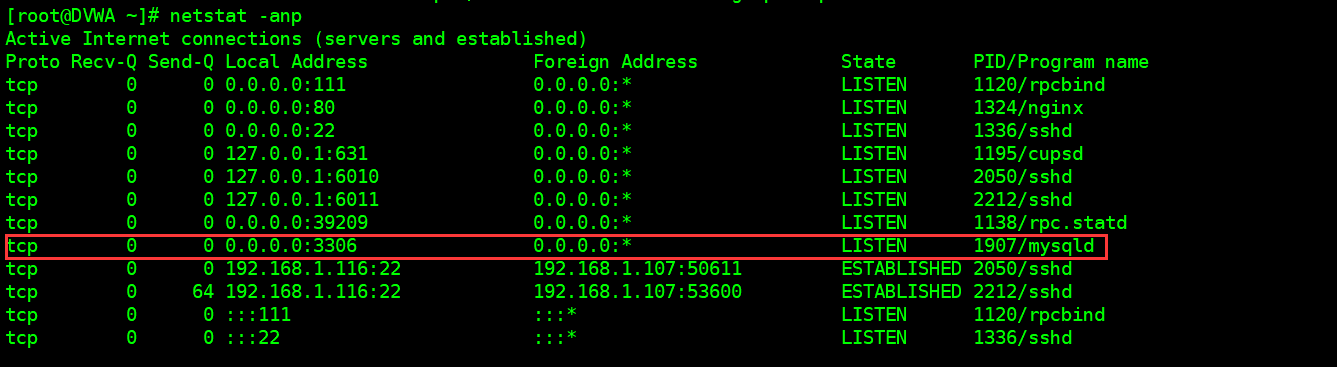 [root@DVWA ~]# netstat -anp
Active Internet connections (servers and established)
Proto Recv-Q Send-Q Local Address               Foreign Address             State       PID/Program name
tcp        0      0 0.0.0.0:111                 0.0.0.0:*                   LISTEN      1120/rpcbind
tcp        0      0 0.0.0.0:80                  0.0.0.0:*                   LISTEN      1324/nginx
tcp        0      0 0.0.0.0:22                  0.0.0.0:*                   LISTEN      1336/sshd
tcp        0      0 127.0.0.1:631               0.0.0.0:*                   LISTEN      1195/cupsd
tcp        0      0 127.0.0.1:6010              0.0.0.0:*                   LISTEN      2050/sshd
tcp        0      0 127.0.0.1:6011              0.0.0.0:*                   LISTEN      2212/sshd
tcp        0      0 0.0.0.0:39209               0.0.0.0:*                   LISTEN      1138/rpc.statd
tcp        0      0 0.0.0.0:3306                0.0.0.0:*                   LISTEN      1907/mysqld
tcp        0      0 192.168.1.116:22            192.168.1.107:50611         ESTABLISHED 2050/sshd
tcp        0     64 192.168.1.116:22            192.168.1.107:53600         ESTABLISHED 2212/sshd
tcp        0      0 :::111                      :::*                        LISTEN      1120/rpcbind
tcp        0      0 :::22                       :::*                        LISTEN      1336/sshd